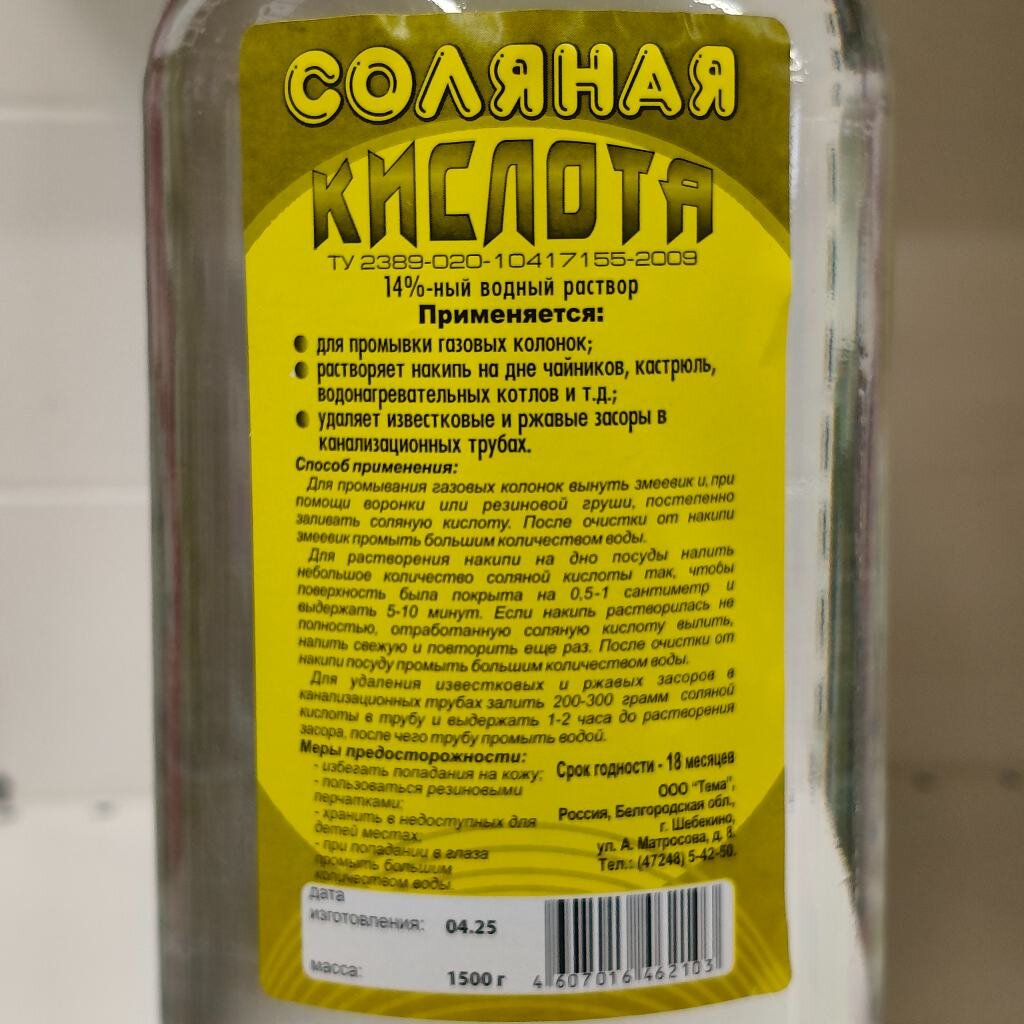 СОЛЯНАЯ
КИСЛОТА
ТУ 2389-020-10417155-2009
14%-ный водный раствор
Применяется:
для промывки газовых колонок;
растворяет накипь на дне чайников, кастрюль,
водонагревательных котлов и т.д.;
удаляет известковые и ржавые засоры в
канализационных трубах.
Способ применения:
Для промывания газовых колонок вынуть змеевик и, при
помощи воронки или резиновой груши, постепенно
заливать соляную кислоту. После очистки от накипи
змеевик промыть большим количеством воды.
Для растворения накипи на дно посуды налить
небольшое количество соляной кислоты так, чтобы
поверхность была покрыта на 0,5-1 сантиметр и
выдержать 5-10 минут. Если накипь растворилась не
полностью, отработанную соляную кислоту вылить,
налить свежую и повторить еще раз. После очистки от
накипи посуду промыть большим количеством воды.
Для удаления известковых и ржавых засоров в
канализационных трубах залить 200-300 грамм соляной
кислоты в трубу и выдержать 1-2 часа до растворения
засора, после чего трубу промыть водой.
Меры предосторожности:
- избегать попадания на кожу;
- пользоваться резиновыми
перчатками;
- хранить в недоступных для
детей местах;
- при попадании в глаза
промыть большим
количеством воды.
Срок годности - 18 месяцев
ООО "Тема",
Россия, Белгородская обл.,
г. Шебекино,
ул. А. Матросова, д. 8.
Тел.: (47248) 5-42-50.
дата
изготовления: 04.25
масса: 1500 г
4 607016 462103